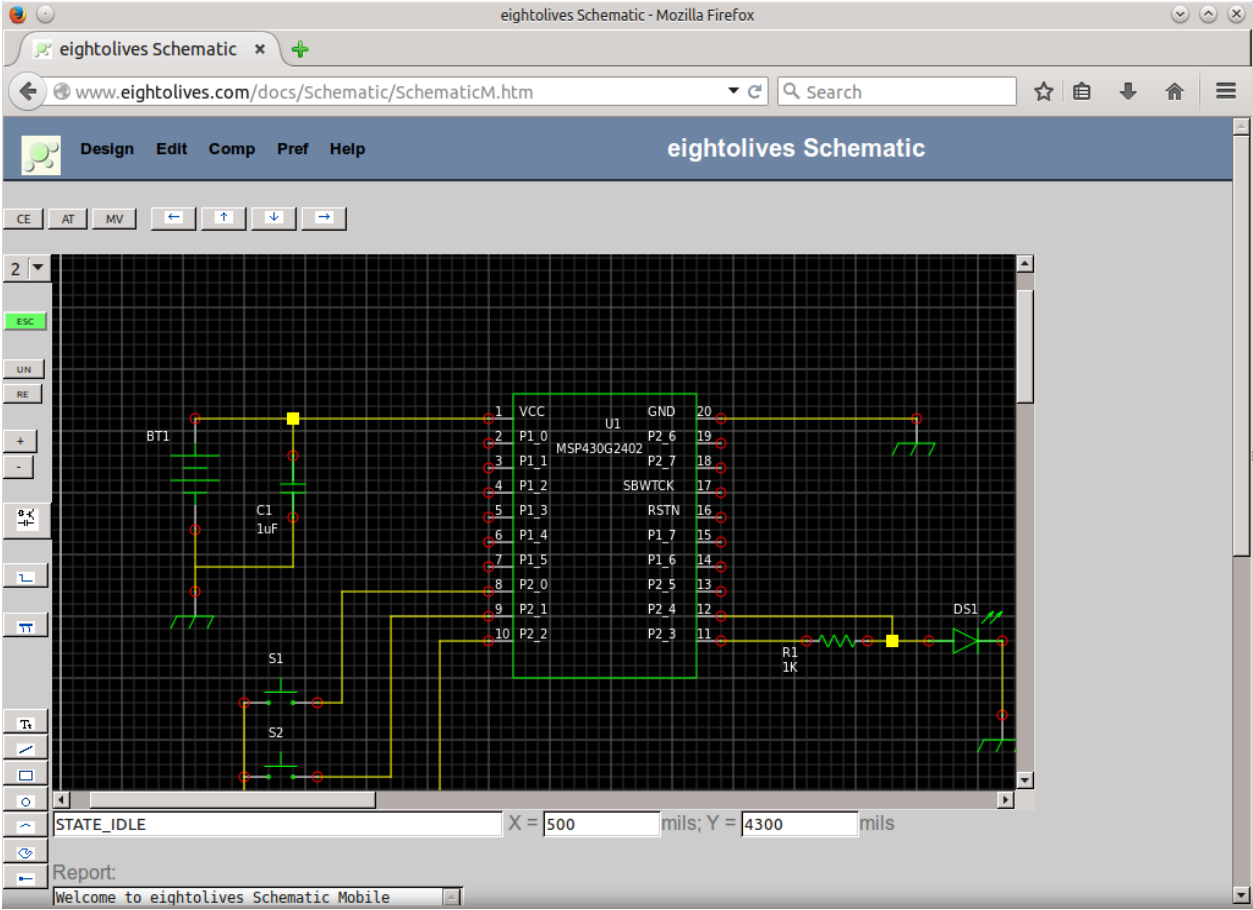 eightolives Schematic - Mozilla Firefox
eightolives Schematic
www.eightolives.com/docs/Schematic/SchematicM.htm
Search
Design Edit Comp Pref Help
eightolives Schematic
CE AT MV
2
ESC
UN
RE
+
-
BT1
C1
1uF
U1
MSP430G2402
1 VCC GND 20
2 P1_0 P2_6 19
3 P1_1 P2_7 18
4 P1_2 SBWTCK 17
5 P1_3 RSTN 16
6 P1_4 P1_7 15
7 P1_5 P1_6 14
8 P2_0 P2_5 13
9 P2_1 P2_4 12
10 P2_2 P2_3 11
DS1
R1
1K
S1
S2
Tt
STATE_IDLE X = 500 mils; Y = 4300 mils
Report:
Welcome to eightolives Schematic Mobile